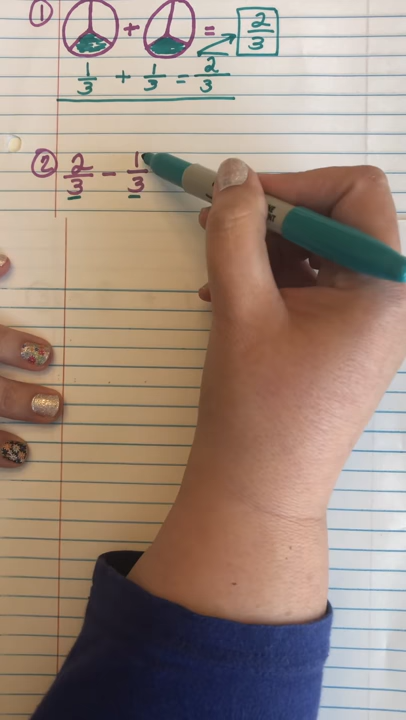 ① + = 2/3
1/3 + 1/3 = 2/3
② 2/3 - 1/3